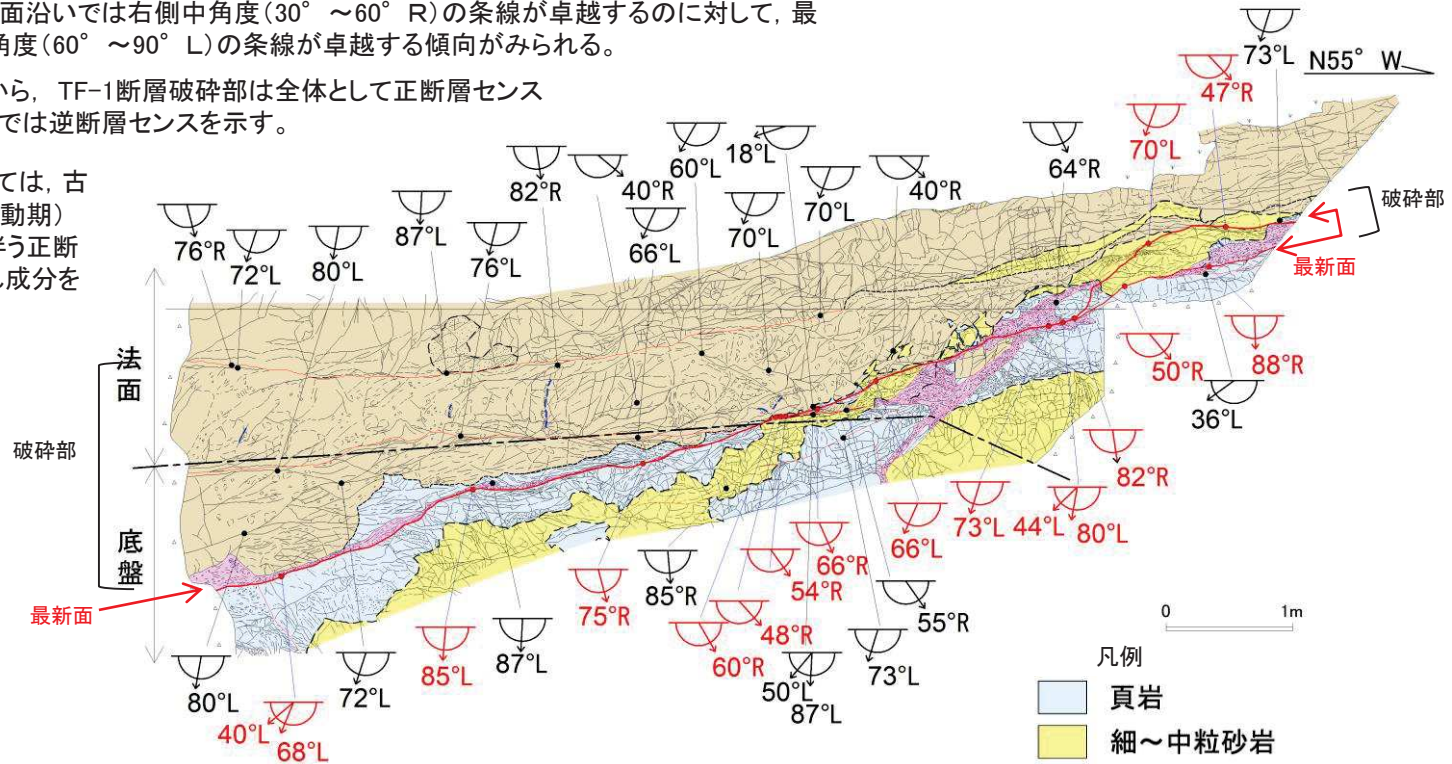 面沿いでは右側中角度(30° ～60° R)の条線が卓越するのに対して, 最
角度(60° ～90° L)の条線が卓越する傾向がみられる。
から, TF-1断層破砕部は全体として正断層センス
では逆断層センスを示す。
ては, 古
動期)
伴う正断
し成分を
N55° W
73°L
47°R
70°L
64°R
40°R
70°L
18°L
70°L
60°L
66°L
40°R
82°R
76°L
87°L
80°L
72°L
76°R
破砕部
最新面
法面
破砕部
底盤
最新面
50°R
88°R
36°L
82°R
80°L
44°L
73°L
66°L
66°R
54°R
55°R
48°R
73°L
60°R
50°L
87°L
85°R
75°R
87°L
85°L
72°L
80°L
40°L
68°L
0 1m
凡例
頁岩
細～中粒砂岩